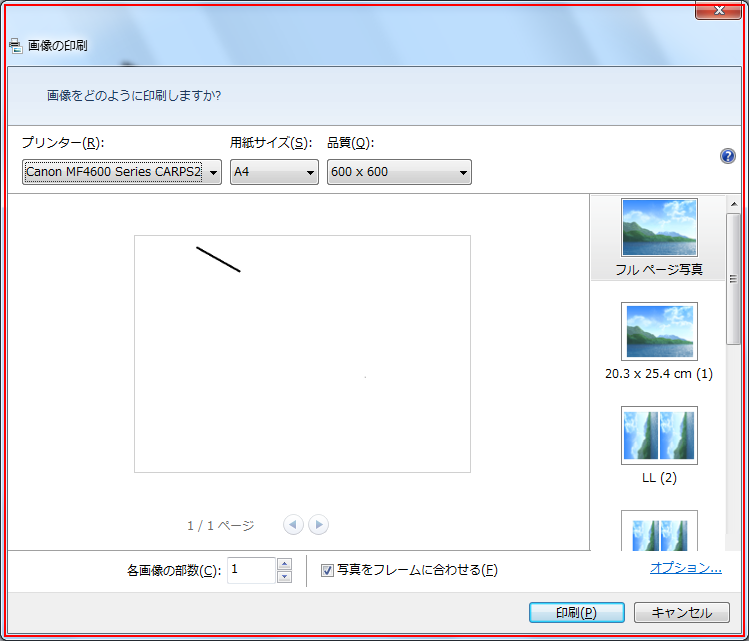 画像の印刷
画像をどのように印刷しますか?
プリンター(R): 用紙サイズ(S): 品質(Q):
Canon MF4600 Series CARPS2 A4 600 x 600
フル ページ写真
20.3 x 25.4 cm (1)
LL (2)
1 / 1 ページ
各画像の部数(C): 1 写真をフレームに合わせる(F) オプション...
印刷(P) キャンセル